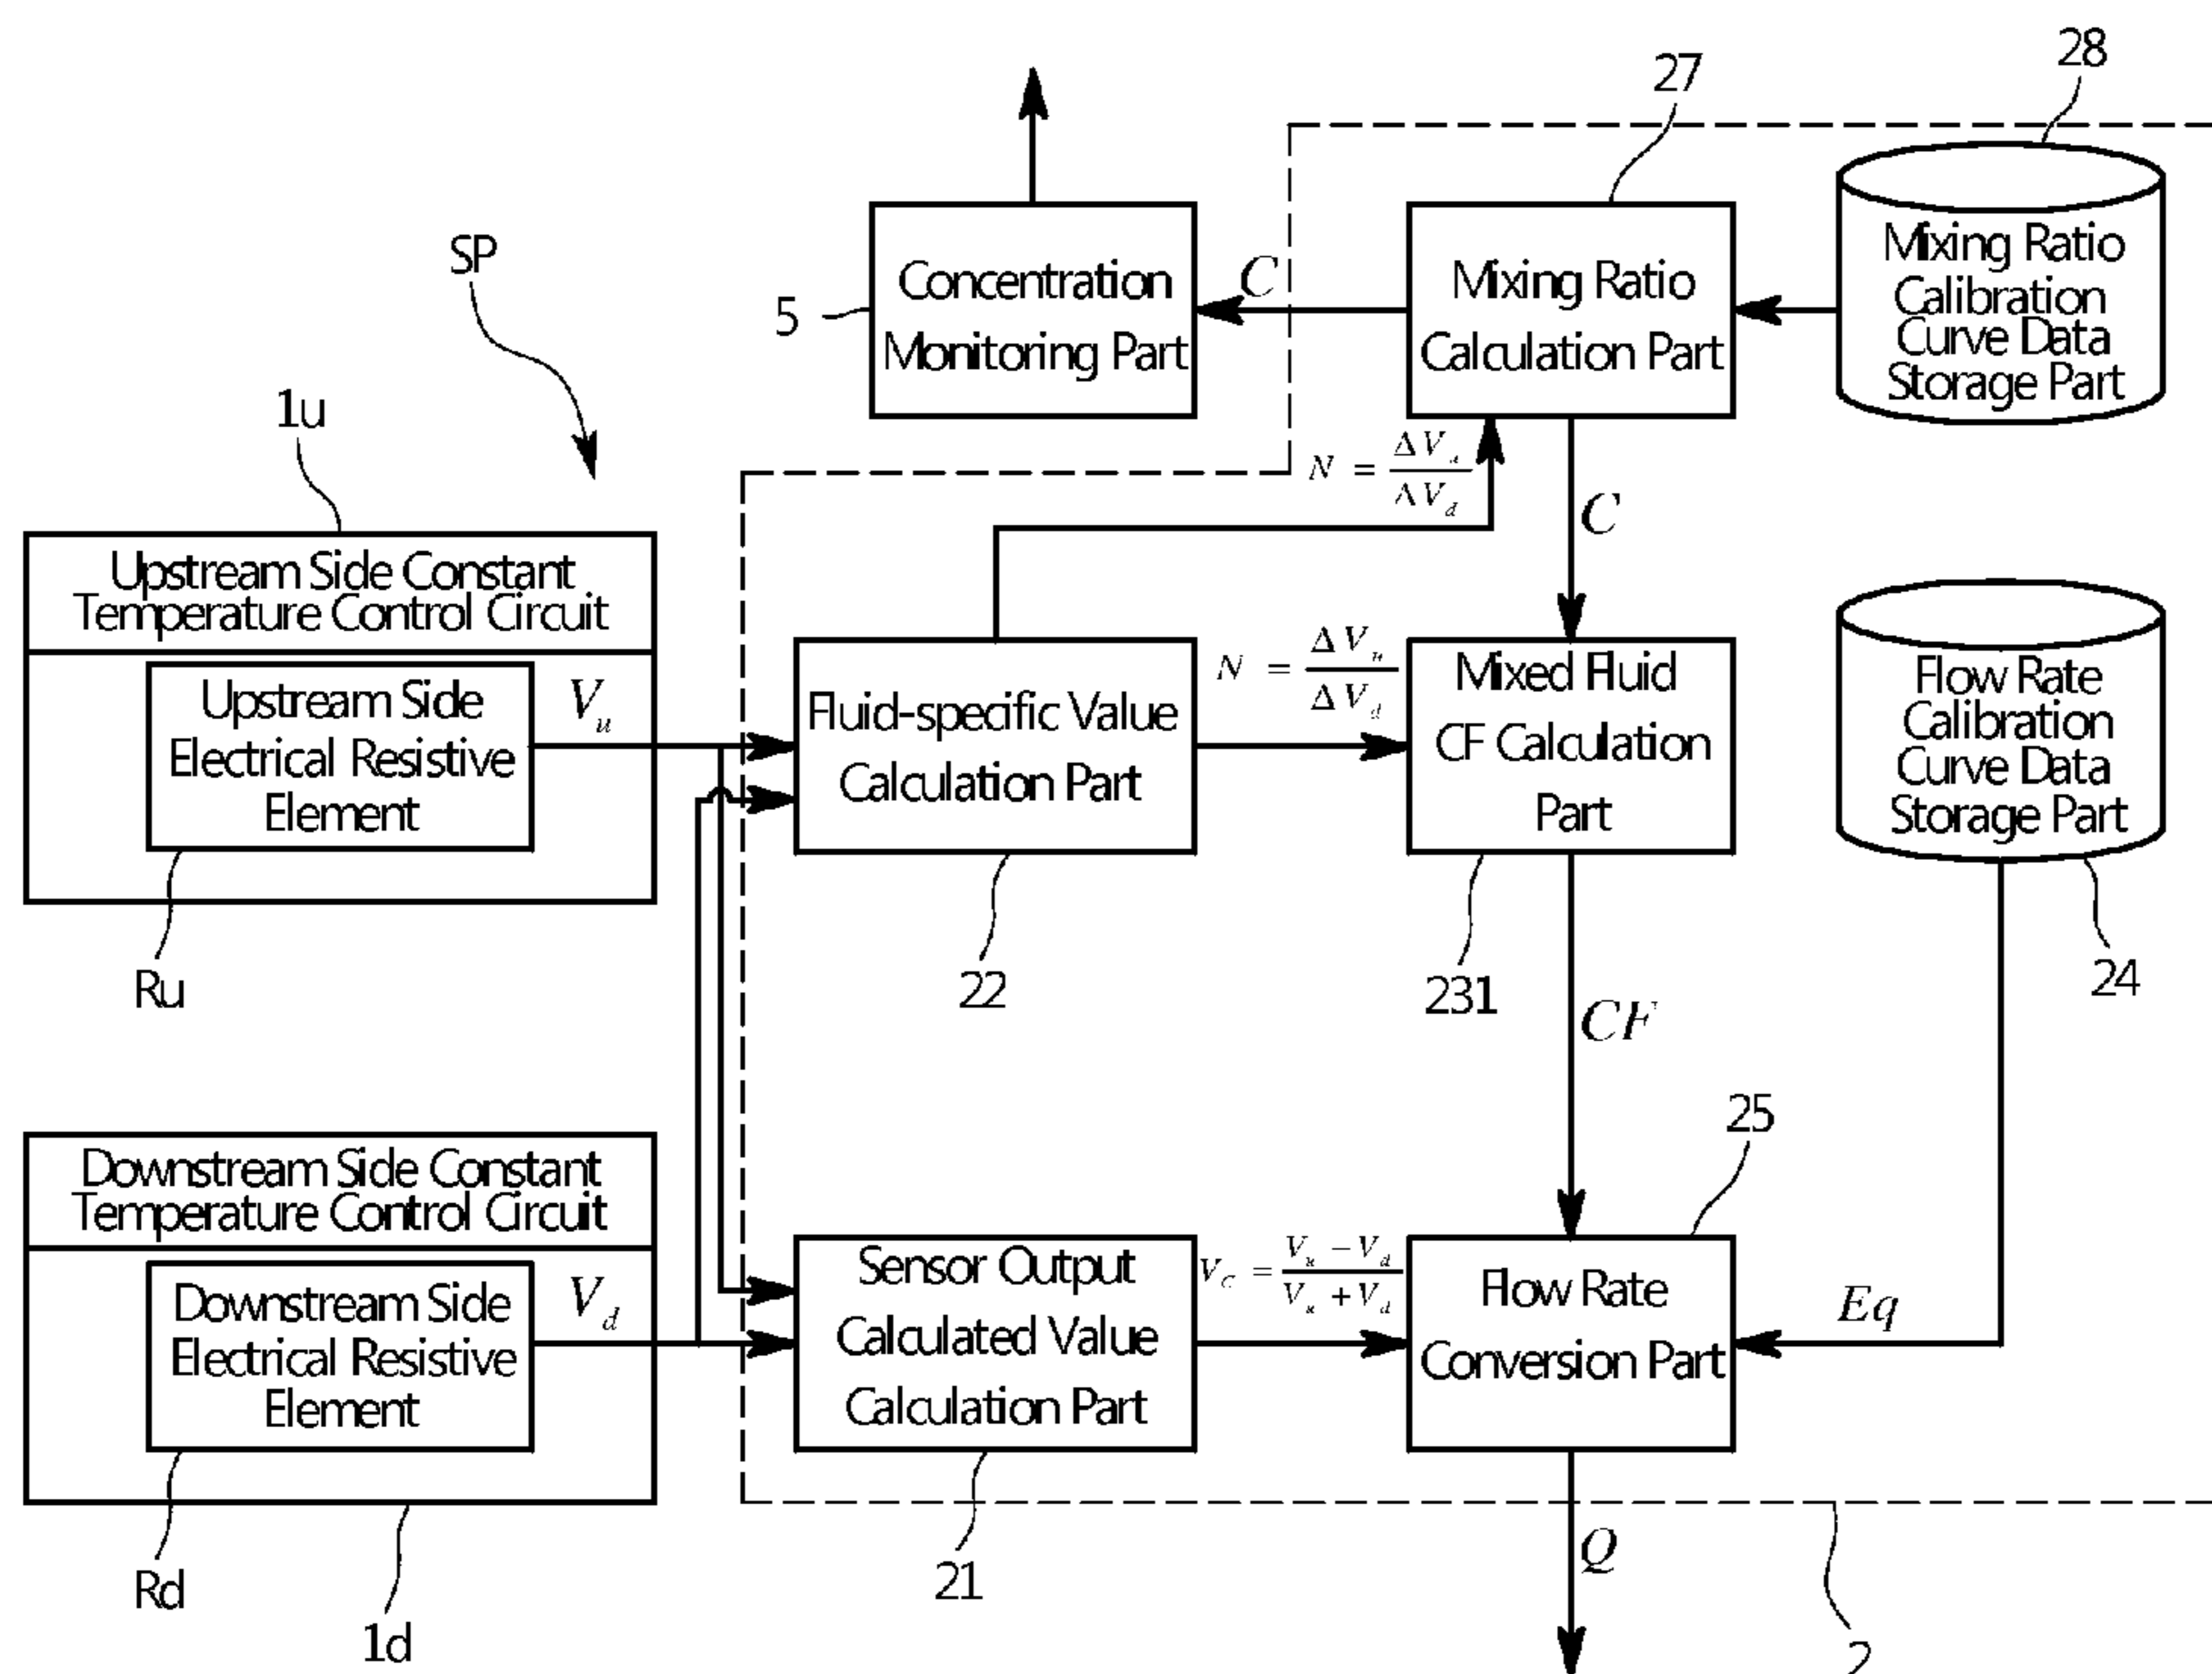 28
27
SP
Concentration
Monitoring Part
5
C
Mixing Ratio
Calculation Part
Mixing Ratio
Calibration
Curve Data
Storage Part
1u
N = ΔVu / ΔVd
C
Upstream Side Constant
Temperature Control Circuit
Upstream Side
Electrical Resistive
Element
Vu
Ru
Fluid-specific Value
Calculation Part
22
N = ΔVu / ΔVd
Mixed Fluid
CF Calculation
Part
231
Flow Rate
Calibration
Curve Data
Storage Part
24
CF
25
Downstream Side Constant
Temperature Control Circuit
Downstream Side
Electrical Resistive
Element
Vd
Rd
1d
Sensor Output
Calculated Value
Calculation Part
21
VC = Vu − Vd / Vu + Vd
Flow Rate
Conversion Part
Eq
Q
2